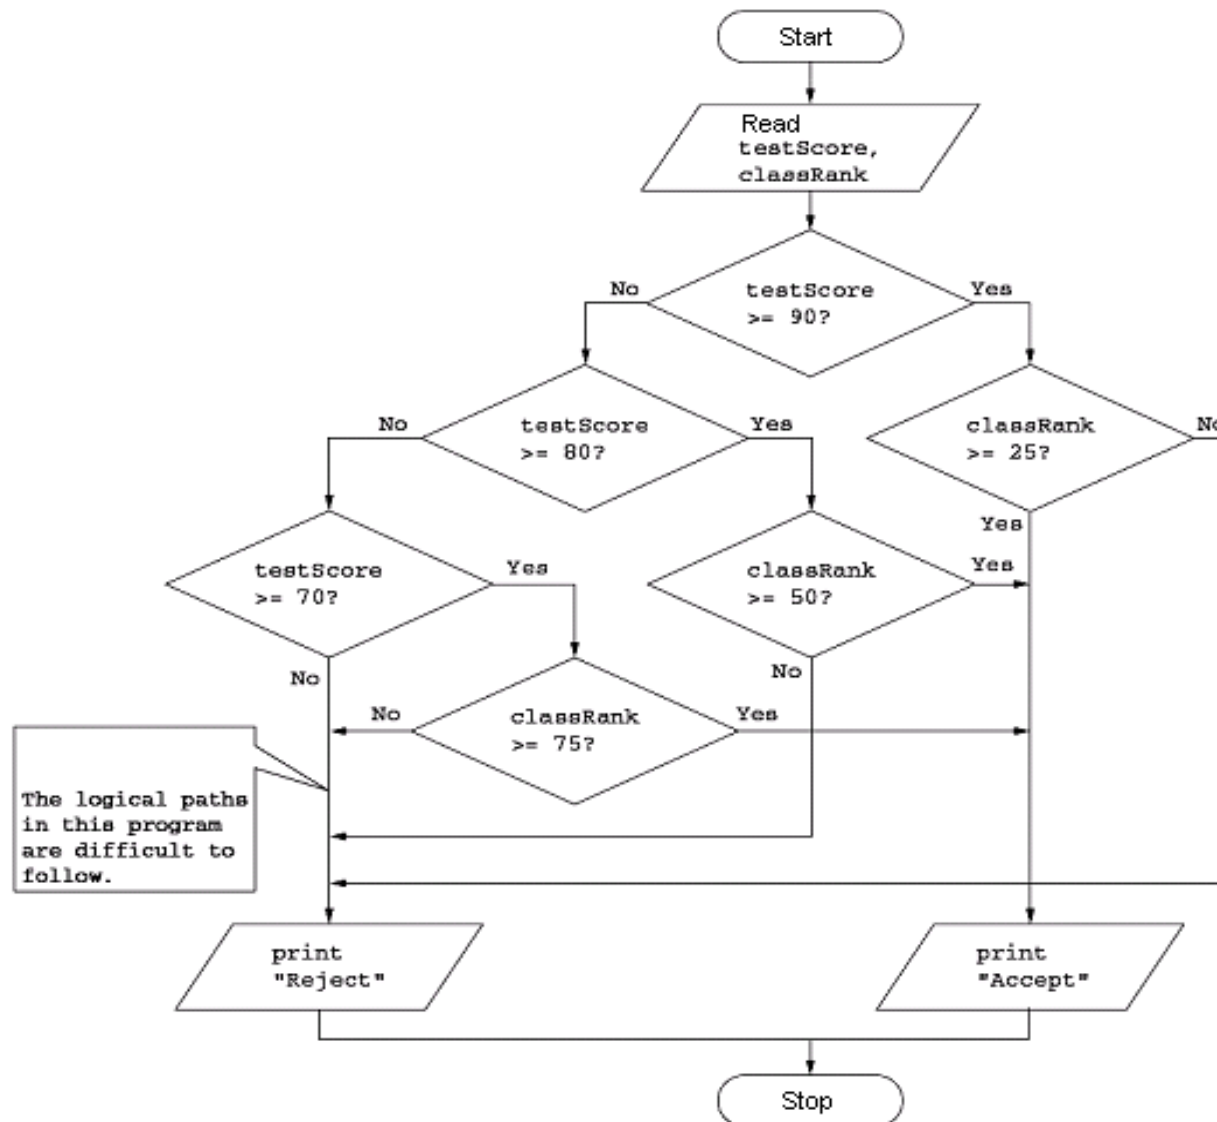 Start
Read
testScore,
classRank
No
testScore
>= 90?
Yes
No
testScore
>= 80?
Yes
classRank
>= 25?
No
Yes
testScore
>= 70?
Yes
classRank
>= 50?
Yes
No
No
No
classRank
>= 75?
Yes
The logical paths
in this program
are difficult to
follow.
print
"Reject"
print
"Accept"
Stop